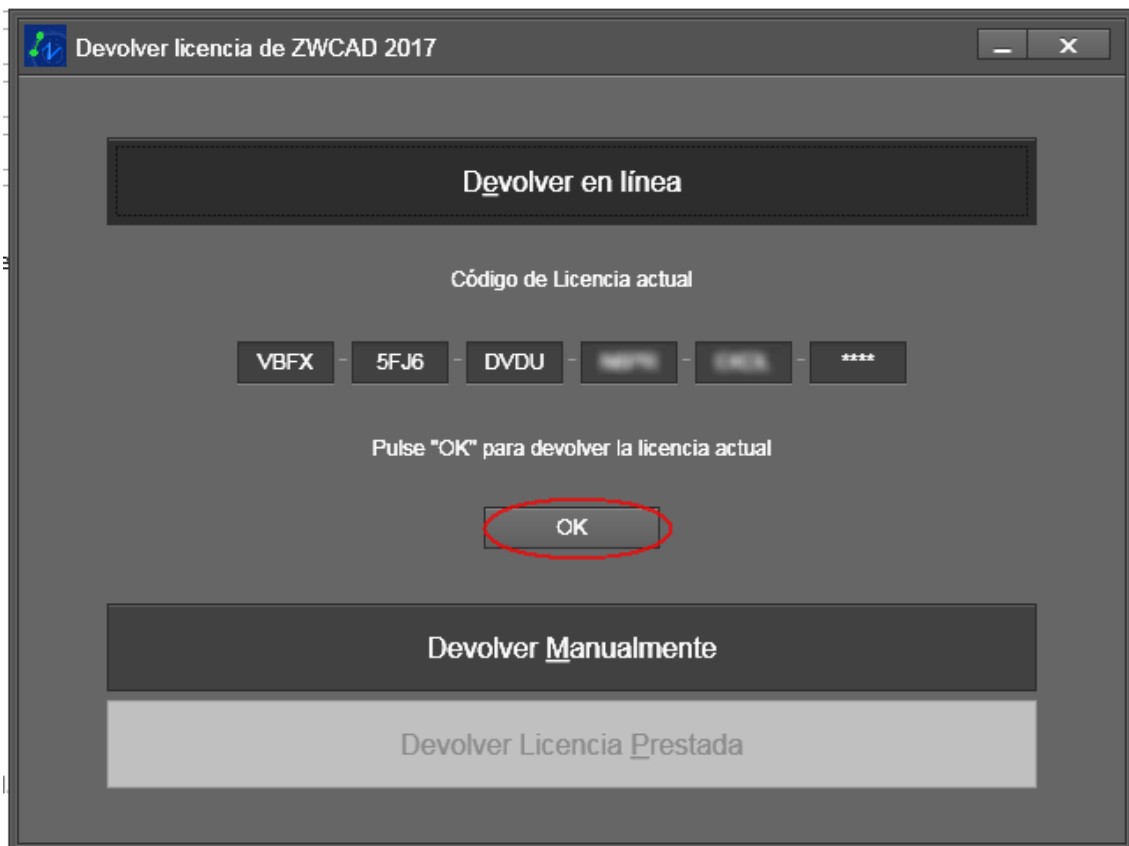 Devolver licencia de ZWCAD 2017
Devolver en línea
Código de Licencia actual
VBFX - 5FJ6 - DVDU - - - ****
Pulse "OK" para devolver la licencia actual
OK
Devolver Manualmente
Devolver Licencia Prestada